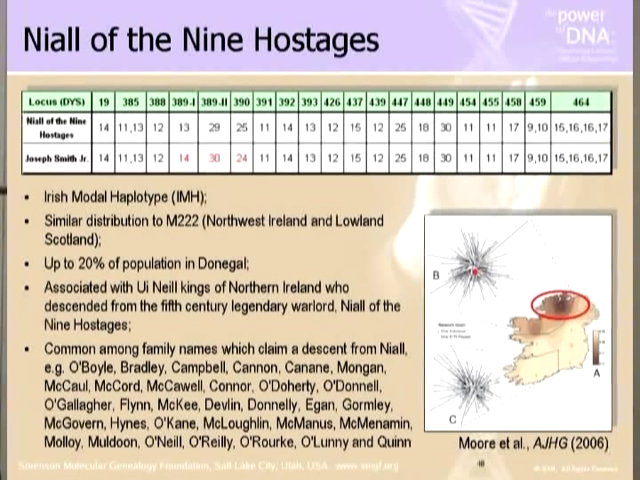 the power of DNA:
Niall of the Nine Hostages
Locus (DYS) 19 385 388 389-I 389-II 390 391 392 393 426 437 439 447 448 449 454 455 458 459 464
Niall of the Nine Hostages 14 11,13 12 13 29 25 11 14 13 12 15 12 25 18 30 11 11 17 9,10 15,16,16,17
Joseph Smith Jr. 14 11,13 12 14 30 24 11 14 13 12 15 12 25 18 30 11 11 17 9,10 15,16,16,17
• Irish Modal Haplotype (IMH);
• Similar distribution to M222 (Northwest Ireland and Lowland
Scotland);
• Up to 20% of population in Donegal;
• Associated with Ui Neill kings of Northern Ireland who
descended from the fifth century legendary warlord, Niall of the
Nine Hostages;
• Common among family names which claim a descent from Niall,
e.g. O'Boyle, Bradley, Campbell, Cannon, Canane, Mongan,
McCaul, McCord, McCawell, Connor, O'Doherty, O'Donnell,
O'Gallagher, Flynn, McKee, Devlin, Donnelly, Egan, Gormley,
McGovern, Hynes, O'Kane, McLoughlin, McManus, McMenamin,
Molloy, Muldoon, O'Neill, O'Reilly, O'Rourke, O'Lunny and Quinn
B
A
C
Moore et al., AJHG (2006)
Sorenson Molecular Genealogy Foundation, Salt Lake City, Utah, USA www.smgf.org